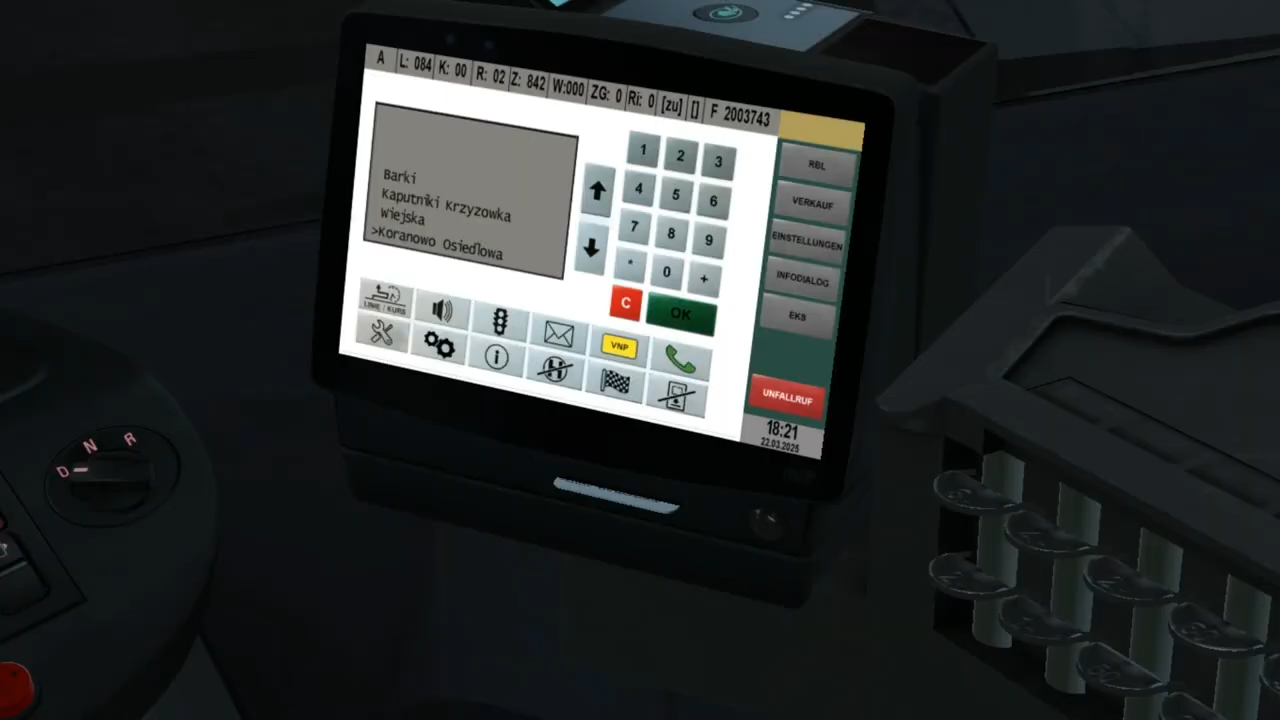 A L: 084 K: 00 R: 02 Z: 842 W:000 ZG: 0 Ri: 0 [zu] [] F 2003743
Barki
Kaputniki Krzyzowka
Wiejska
>Koranowo Osiedlowa
1 2 3
4 5 6
7 8 9
* 0 +
C OK
LINIE / KURS
VNP
RBL
VERKAUF
EINSTELLUNGEN
INFODIALOG
EKS
UNFALLRUF
18:21
22.03.2025
D N R